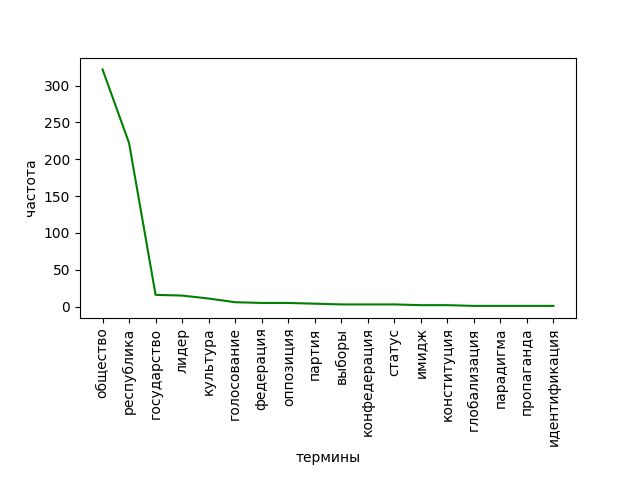 частота
300
250
200
150
100
50
0
общество
республика
государство
лидер
культура
голосование
федерация
оппозиция
партия
выборы
конфедерация
статус
имидж
конституция
глобализация
парадигма
пропаганда
идентификация
термины